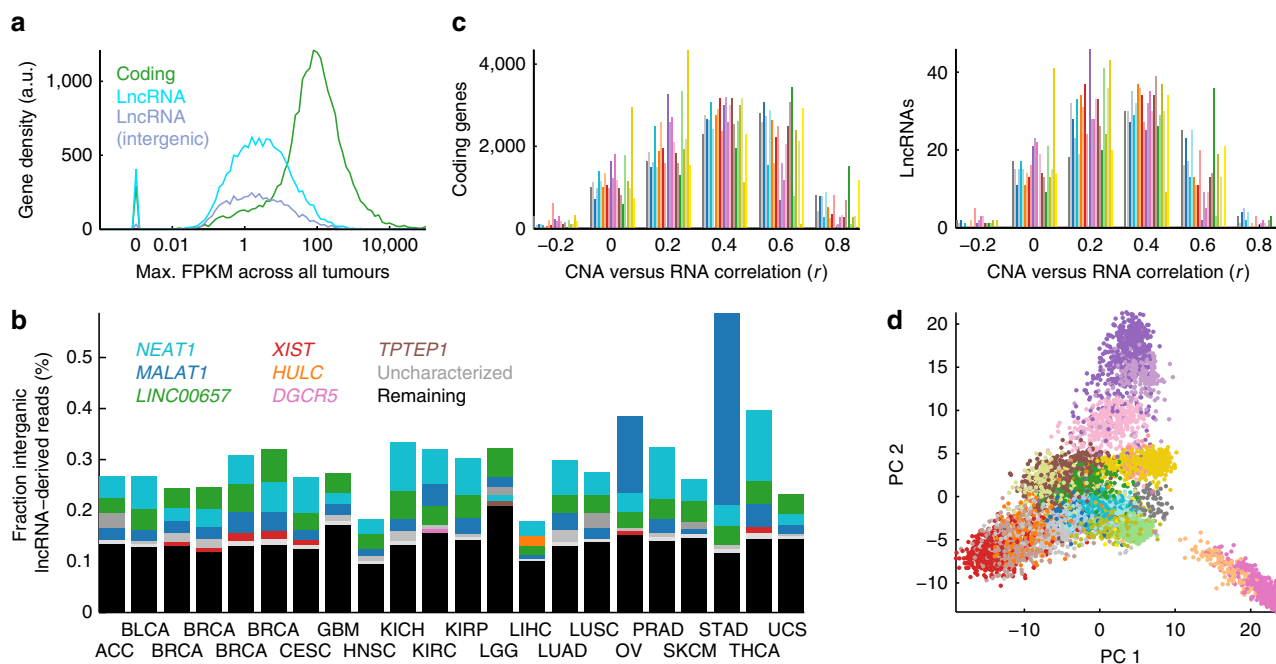 a
Gene density (a.u.)
1,000
500
0
Coding
LncRNA
LncRNA
(intergenic)
0 0.01 1 100 10,000
Max. FPKM across all tumours
c
Coding genes
4,000
2,000
0
−0.2 0 0.2 0.4 0.6 0.8
CNA versus RNA correlation (r)
LncRNAs
40
20
0
−0.2 0 0.2 0.4 0.6 0.8
CNA versus RNA correlation (r)
b
Fraction interganic
lncRNA−derived reads (%)
0.5
0.4
0.3
0.2
0.1
0
NEAT1 XIST TPTEP1
MALAT1 HULC Uncharacterized
LINC00657 DGCR5 Remaining
BLCA BRCA BRCA GBM KICH KIRP LIHC LUSC PRAD STAD UCS
ACC BRCA BRCA CESC HNSC KIRC LGG LUAD OV SKCM THCA
d
PC 2
20
15
10
5
0
−5
−10
−10 0 10 20
PC 1